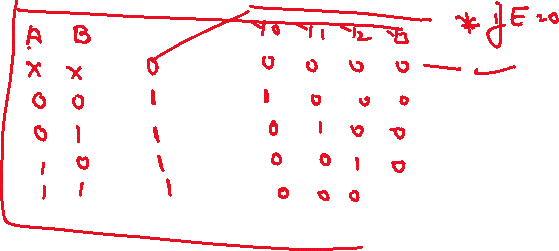 A B Y0 Y1 Y2 Y3 * if E=0
X X 0 0 0 0 0
0 0 1 1 0 0 0
0 1 1 0 1 0 0
1 0 1 0 0 1 0
1 1 1 0 0 0